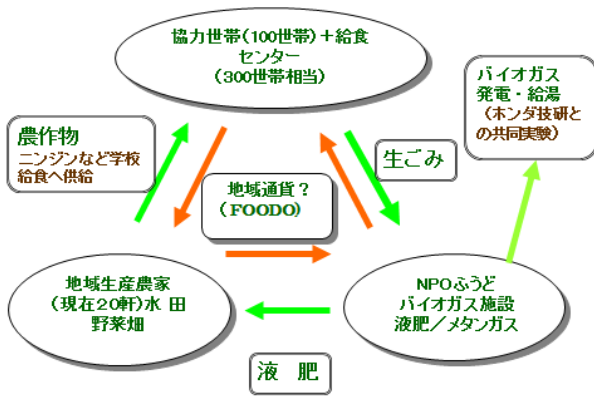 協力世帯(100世帯)+給食
センター
(300世帯相当)
バイオガス
発電・給湯
(ホンダ技研と
の共同実験)
農作物
ニンジンなど学校
給食へ供給
生ごみ
地域通貨?
(FOODO)
地域生産農家
(現在20軒)水 田
野菜畑
NPOふうど
バイオガス施設
液肥/メタンガス
液 肥